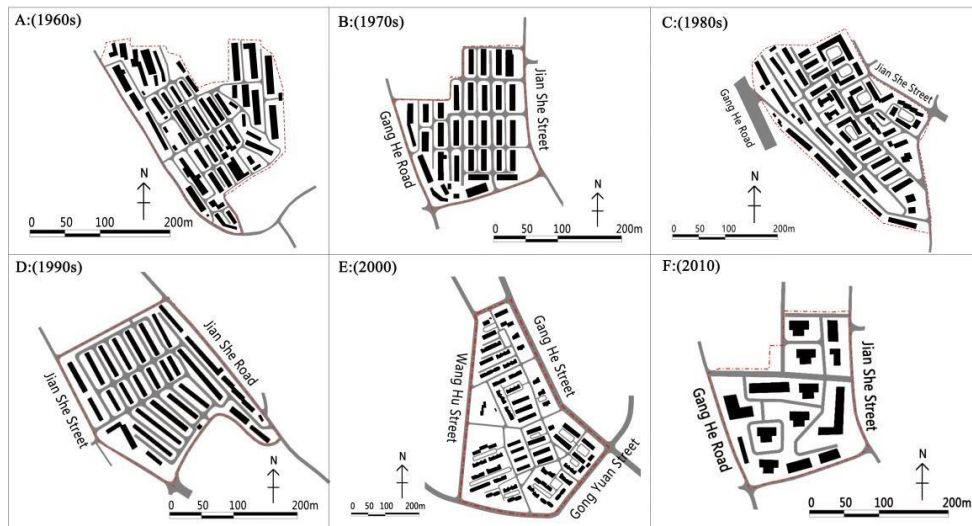 A:(1960s)
N
0 50 100 200m
B:(1970s)
Jian She Street
Gang He Road
N
0 50 100 200m
C:(1980s)
Jian She Street
Gang He Road
N
0 50 100 200m
D:(1990s)
Jian She Road
Jian She Street
N
0 50 100 200m
E:(2000)
Gang He Street
Wang Hu Street
Gong Yuan Street
N
0 50 100 200m
F:(2010)
Jian She Street
Gang He Road
N
0 50 100 200m